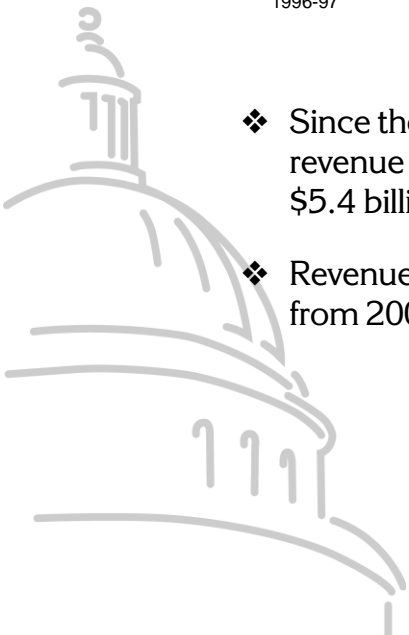 1996-97
❖ Since the
revenue
$5.4 billi
❖ Revenue
from 200